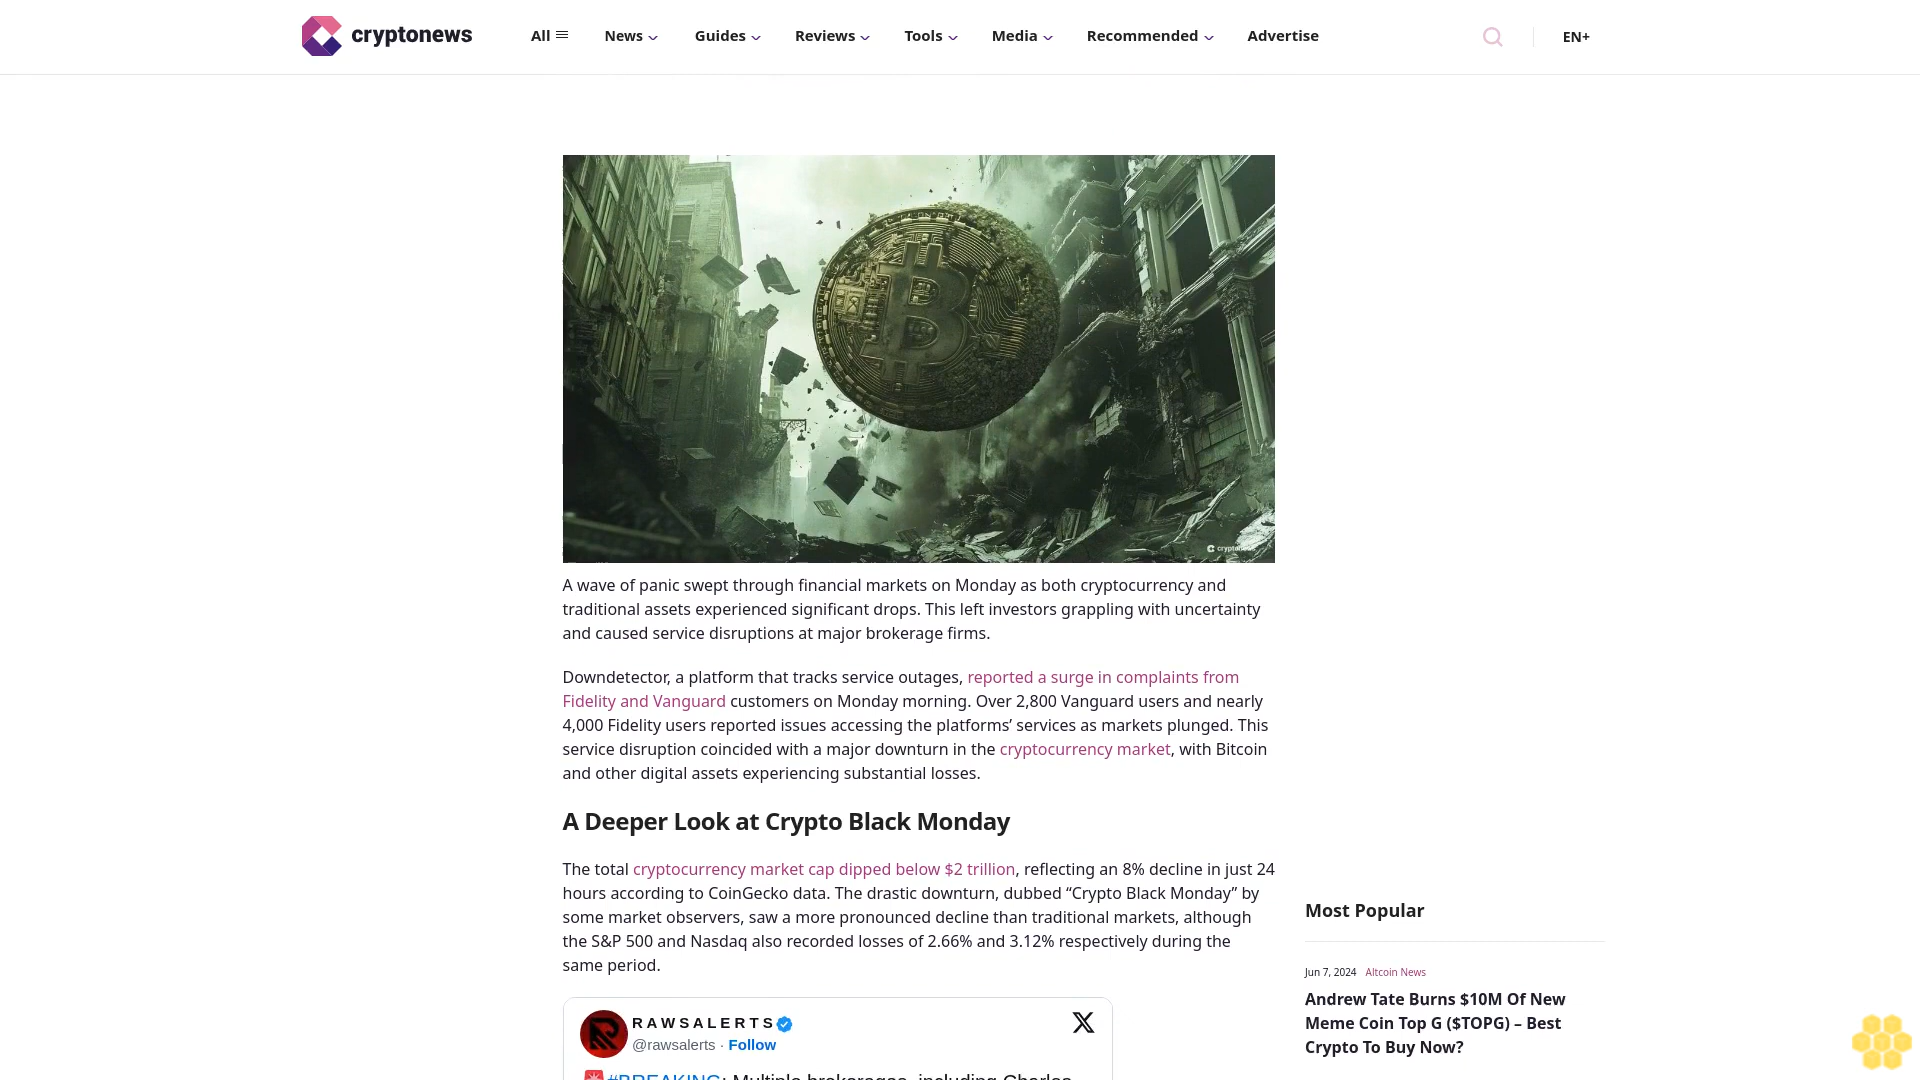 cryptonews
All
News
Guides
Reviews
Tools
Media
Recommended
Advertise
EN+
A wave of panic swept through financial markets on Monday as both cryptocurrency and
traditional assets experienced significant drops. This left investors grappling with uncertainty
and caused service disruptions at major brokerage firms.
Downdetector, a platform that tracks service outages, reported a surge in complaints from
Fidelity and Vanguard customers on Monday morning. Over 2,800 Vanguard users and nearly
4,000 Fidelity users reported issues accessing the platforms’ services as markets plunged. This
service disruption coincided with a major downturn in the cryptocurrency market, with Bitcoin
and other digital assets experiencing substantial losses.
A Deeper Look at Crypto Black Monday
The total cryptocurrency market cap dipped below $2 trillion, reflecting an 8% decline in just 24
hours according to CoinGecko data. The drastic downturn, dubbed “Crypto Black Monday” by
some market observers, saw a more pronounced decline than traditional markets, although
the S&P 500 and Nasdaq also recorded losses of 2.66% and 3.12% respectively during the
same period.
R A W S A L E R T S
@rawsalerts · Follow
#BREAKING: Multiple brokerages, including Charles
Most Popular
Jun 7, 2024 Altcoin News
Andrew Tate Burns $10M Of New
Meme Coin Top G ($TOPG) – Best
Crypto To Buy Now?